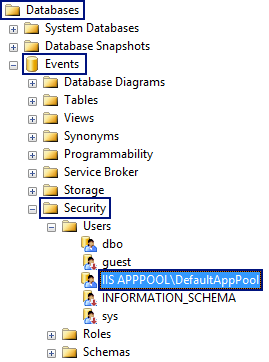 Databases
System Databases
Database Snapshots
Events
Database Diagrams
Tables
Views
Synonyms
Programmability
Service Broker
Storage
Security
Users
dbo
guest
IIS APPPOOL\DefaultAppPool
INFORMATION_SCHEMA
sys
Roles
Schemas